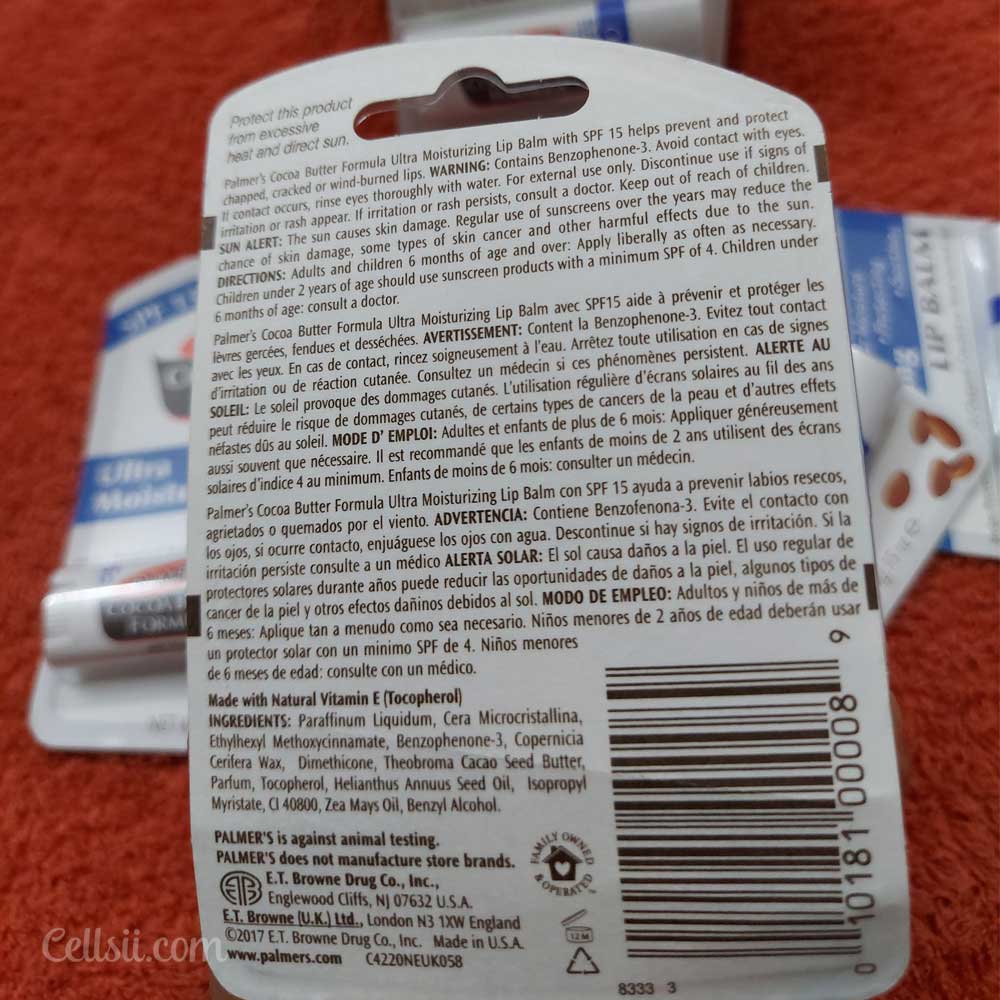 Protect this product
from excessive
heat and direct sun.
Palmer's Cocoa Butter Formula Ultra Moisturizing Lip Balm with SPF 15 helps prevent and protect
chapped, cracked or wind-burned lips. WARNING: Contains Benzophenone-3. Avoid contact with eyes.
If contact occurs, rinse eyes thoroughly with water. For external use only. Discontinue use if signs of
irritation or rash appear. If irritation or rash persists, consult a doctor. Keep out of reach of children.
SUN ALERT: The sun causes skin damage. Regular use of sunscreens over the years may reduce the
chance of skin damage, some types of skin cancer and other harmful effects due to the sun.
DIRECTIONS: Adults and children 6 months of age and over: Apply liberally as often as necessary.
Children under 2 years of age should use sunscreen products with a minimum SPF of 4. Children under
6 months of age: consult a doctor.
Palmer's Cocoa Butter Formula Ultra Moisturizing Lip Balm avec SPF15 aide à prévenir et protéger les
lèvres gercées, fendues et desséchées. AVERTISSEMENT: Content la Benzophenone-3. Evitez tout contact
avec les yeux. En cas de contact, rincez soigneusement à l'eau. Arrêtez toute utilisation en cas de signes
d'irritation ou de réaction cutanée. Consultez un médecin si ces phénomènes persistent. ALERTE AU
SOLEIL: Le soleil provoque des dommages cutanés. L'utilisation régulière d'écrans solaires au fil des ans
peut réduire le risque de dommages cutanés, de certains types de cancers de la peau et d'autres effets
néfastes dûs au soleil. MODE D' EMPLOI: Adultes et enfants de plus de 6 mois: Appliquer généreusement
aussi souvent que nécessaire. Il est recommandé que les enfants de moins de 2 ans utilisent des écrans
solaires d'indice 4 au minimum. Enfants de moins de 6 mois: consulter un médecin.
Palmer's Cocoa Butter Formula Ultra Moisturizing Lip Balm con SPF 15 ayuda a prevenir labios resecos,
agrietados o quemados por el viento. ADVERTENCIA: Contiene Benzofenona-3. Evite el contacto con
los ojos, si ocurre contacto, enjuáguese los ojos con agua. Descontinue si hay signos de irritación. Si la
irritación persiste consulte a un médico ALERTA SOLAR: El sol causa daños a la piel. El uso regular de
protectores solares durante años puede reducir las oportunidades de daños a la piel, algunos tipos de
cancer de la piel y otros efectos dañinos debidos al sol. MODO DE EMPLEO: Adultos y niños de más de
6 meses: Aplique tan a menudo como sea necesario. Niños menores de 2 años de edad deberán usar
un protector solar con un minimo SPF de 4. Niños menores
de 6 meses de edad: consulte con un médico.
Made with Natural Vitamin E (Tocopherol)
INGREDIENTS: Paraffinum Liquidum, Cera Microcristallina,
Ethylhexyl Methoxycinnamate, Benzophenone-3, Copernicia
Cerifera Wax, Dimethicone, Theobroma Cacao Seed Butter,
Parfum, Tocopherol, Helianthus Annuus Seed Oil, Isopropyl
Myristate, CI 40800, Zea Mays Oil, Benzyl Alcohol.
PALMER'S is against animal testing.
PALMER'S does not manufacture store brands.
E.T. Browne Drug Co., Inc.,
Englewood Cliffs, NJ 07632 U.S.A.
E.T. Browne (U.K.) Ltd., London N3 1XW England
©2017 E.T. Browne Drug Co., Inc. Made in U.S.A.
www.palmers.com C4220NEUK058
FAMILY OWNED
& OPERATED
12 M
0 10181 00008 9
8333 3
Cellsii.com
Ultra
LIP BALM